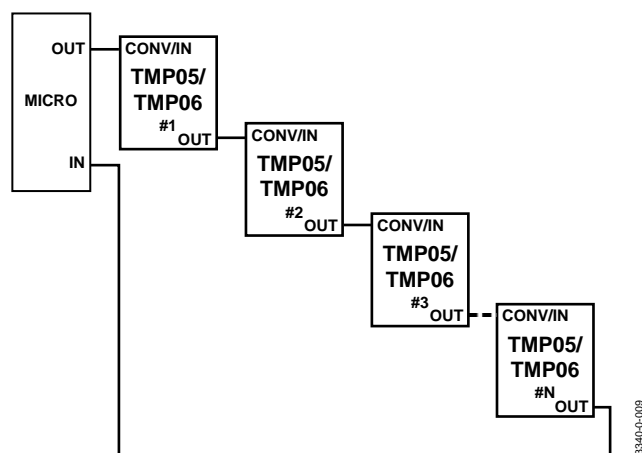 OUT
MICRO
IN
CONV/IN
TMP05/
TMP06
#1
OUT
CONV/IN
TMP05/
TMP06
#2
OUT
CONV/IN
TMP05/
TMP06
#3
OUT
CONV/IN
TMP05/
TMP06
#N
OUT
3340-0-009